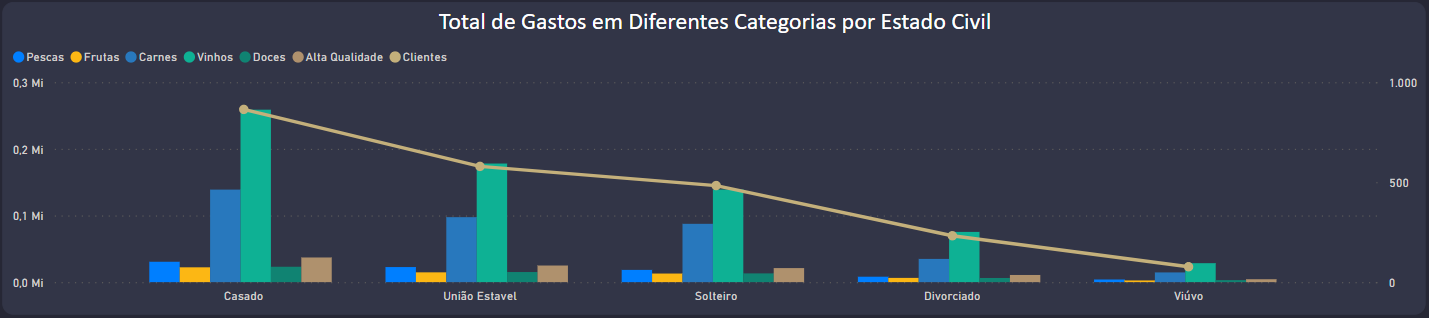 Total de Gastos em Diferentes Categorias por Estado Civil
Pescas Frutas Carnes Vinhos Doces Alta Qualidade Clientes
0,3 Mi 1.000
0,2 Mi
500
0,1 Mi
0,0 Mi 0
Casado União Estavel Solteiro Divorciado Viúvo